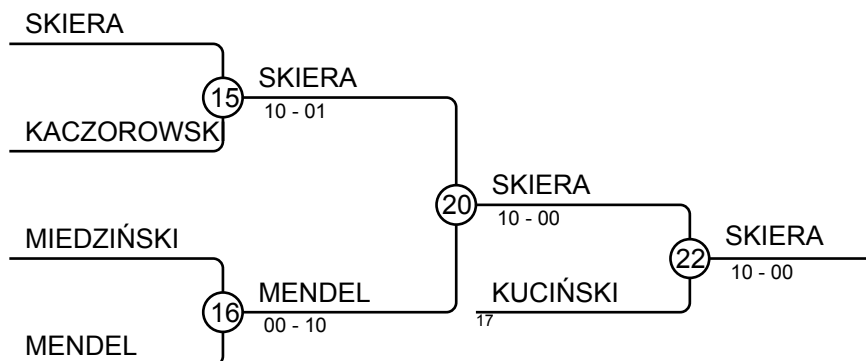 SKIERA
15
SKIERA
10 - 01
KACZOROWSK
20
SKIERA
10 - 00
MIEDZIŃSKI
16
MENDEL
00 - 10
MENDEL
22
SKIERA
10 - 00
KUCIŃSKI
17